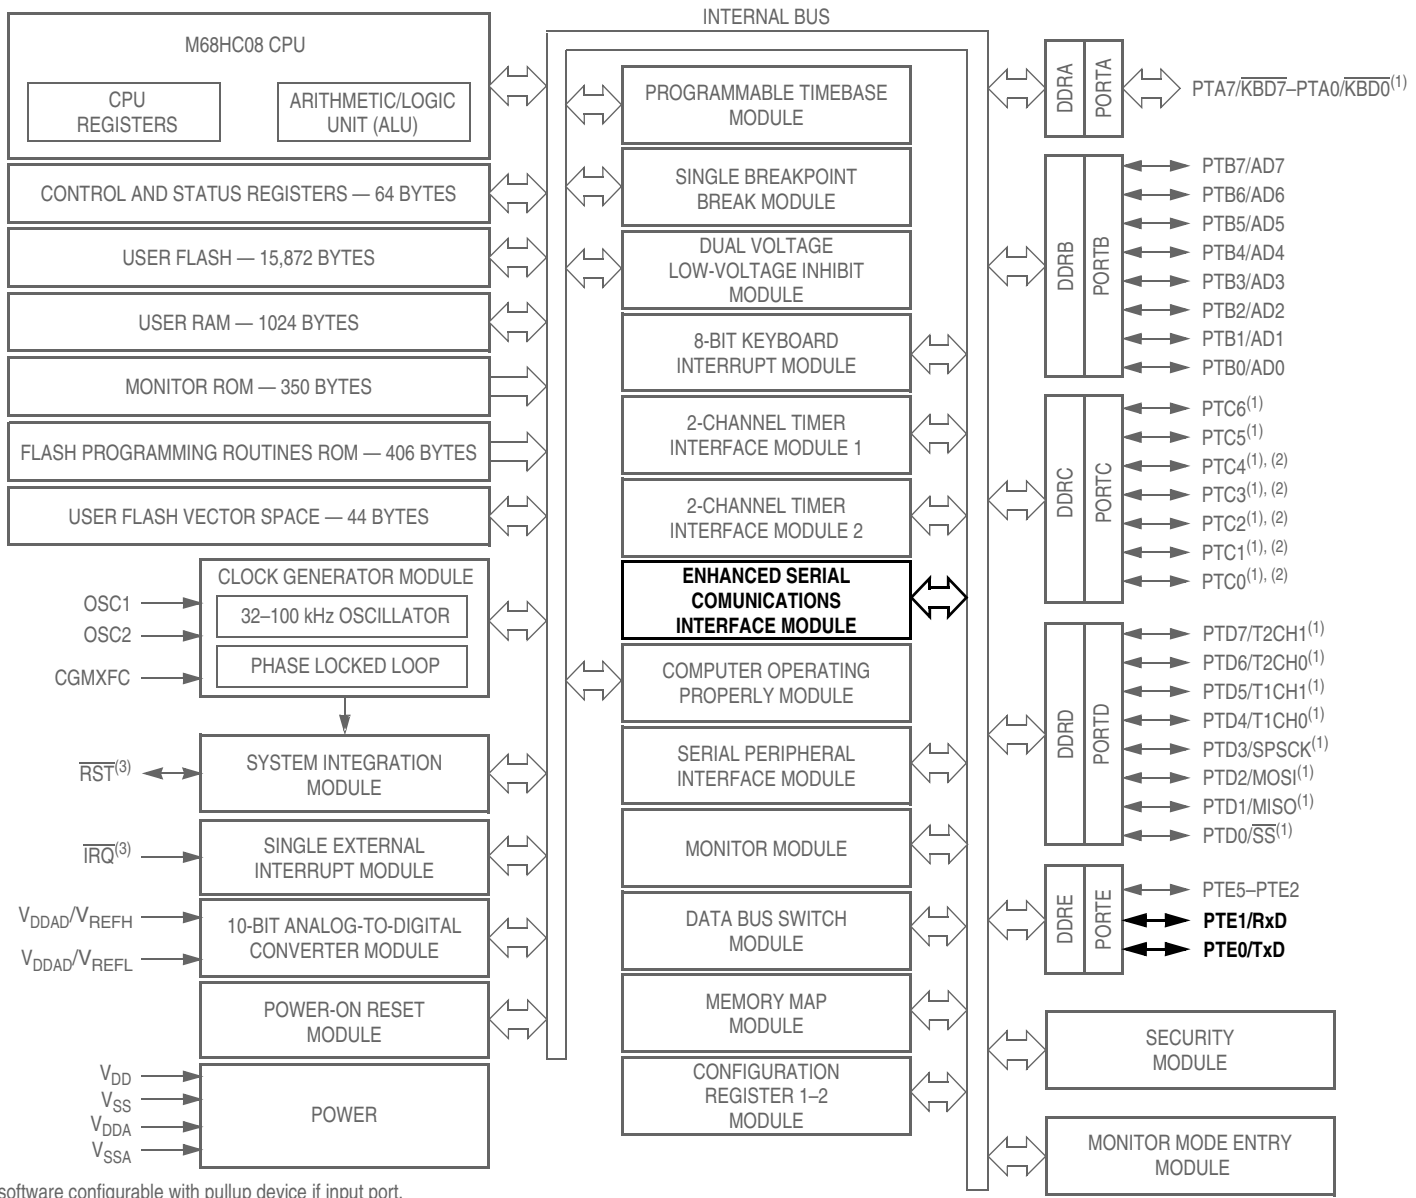 INTERNAL BUS
M68HC08 CPU
CPU
REGISTERS
ARITHMETIC/LOGIC
UNIT (ALU)
CONTROL AND STATUS REGISTERS — 64 BYTES
USER FLASH — 15,872 BYTES
USER RAM — 1024 BYTES
MONITOR ROM — 350 BYTES
FLASH PROGRAMMING ROUTINES ROM — 406 BYTES
USER FLASH VECTOR SPACE — 44 BYTES
CLOCK GENERATOR MODULE
32–100 kHz OSCILLATOR
PHASE LOCKED LOOP
OSC1
OSC2
CGMXFC
SYSTEM INTEGRATION
MODULE
RST(3)
SINGLE EXTERNAL
INTERRUPT MODULE
IRQ(3)
10-BIT ANALOG-TO-DIGITAL
CONVERTER MODULE
VDDAD/VREFH
VDDAD/VREFL
POWER-ON RESET
MODULE
POWER
VDD
VSS
VDDA
VSSA
PROGRAMMABLE TIMEBASE
MODULE
SINGLE BREAKPOINT
BREAK MODULE
DUAL VOLTAGE
LOW-VOLTAGE INHIBIT
MODULE
8-BIT KEYBOARD
INTERRUPT MODULE
2-CHANNEL TIMER
INTERFACE MODULE 1
2-CHANNEL TIMER
INTERFACE MODULE 2
ENHANCED SERIAL
COMUNICATIONS
INTERFACE MODULE
COMPUTER OPERATING
PROPERLY MODULE
SERIAL PERIPHERAL
INTERFACE MODULE
MONITOR MODULE
DATA BUS SWITCH
MODULE
MEMORY MAP
MODULE
CONFIGURATION
REGISTER 1–2
MODULE
DDRA
PORTA
PTA7/KBD7–PTA0/KBD0(1)
DDRB
PORTB
PTB7/AD7
PTB6/AD6
PTB5/AD5
PTB4/AD4
PTB3/AD3
PTB2/AD2
PTB1/AD1
PTB0/AD0
DDRC
PORTC
PTC6(1)
PTC5(1)
PTC4(1), (2)
PTC3(1), (2)
PTC2(1), (2)
PTC1(1), (2)
PTC0(1), (2)
DDRD
PORTD
PTD7/T2CH1(1)
PTD6/T2CH0(1)
PTD5/T1CH1(1)
PTD4/T1CH0(1)
PTD3/SPSCK(1)
PTD2/MOSI(1)
PTD1/MISO(1)
PTD0/SS(1)
DDRE
PORTE
PTE5–PTE2
PTE1/RxD
PTE0/TxD
SECURITY
MODULE
MONITOR MODE ENTRY
MODULE
software configurable with pullup device if input port.